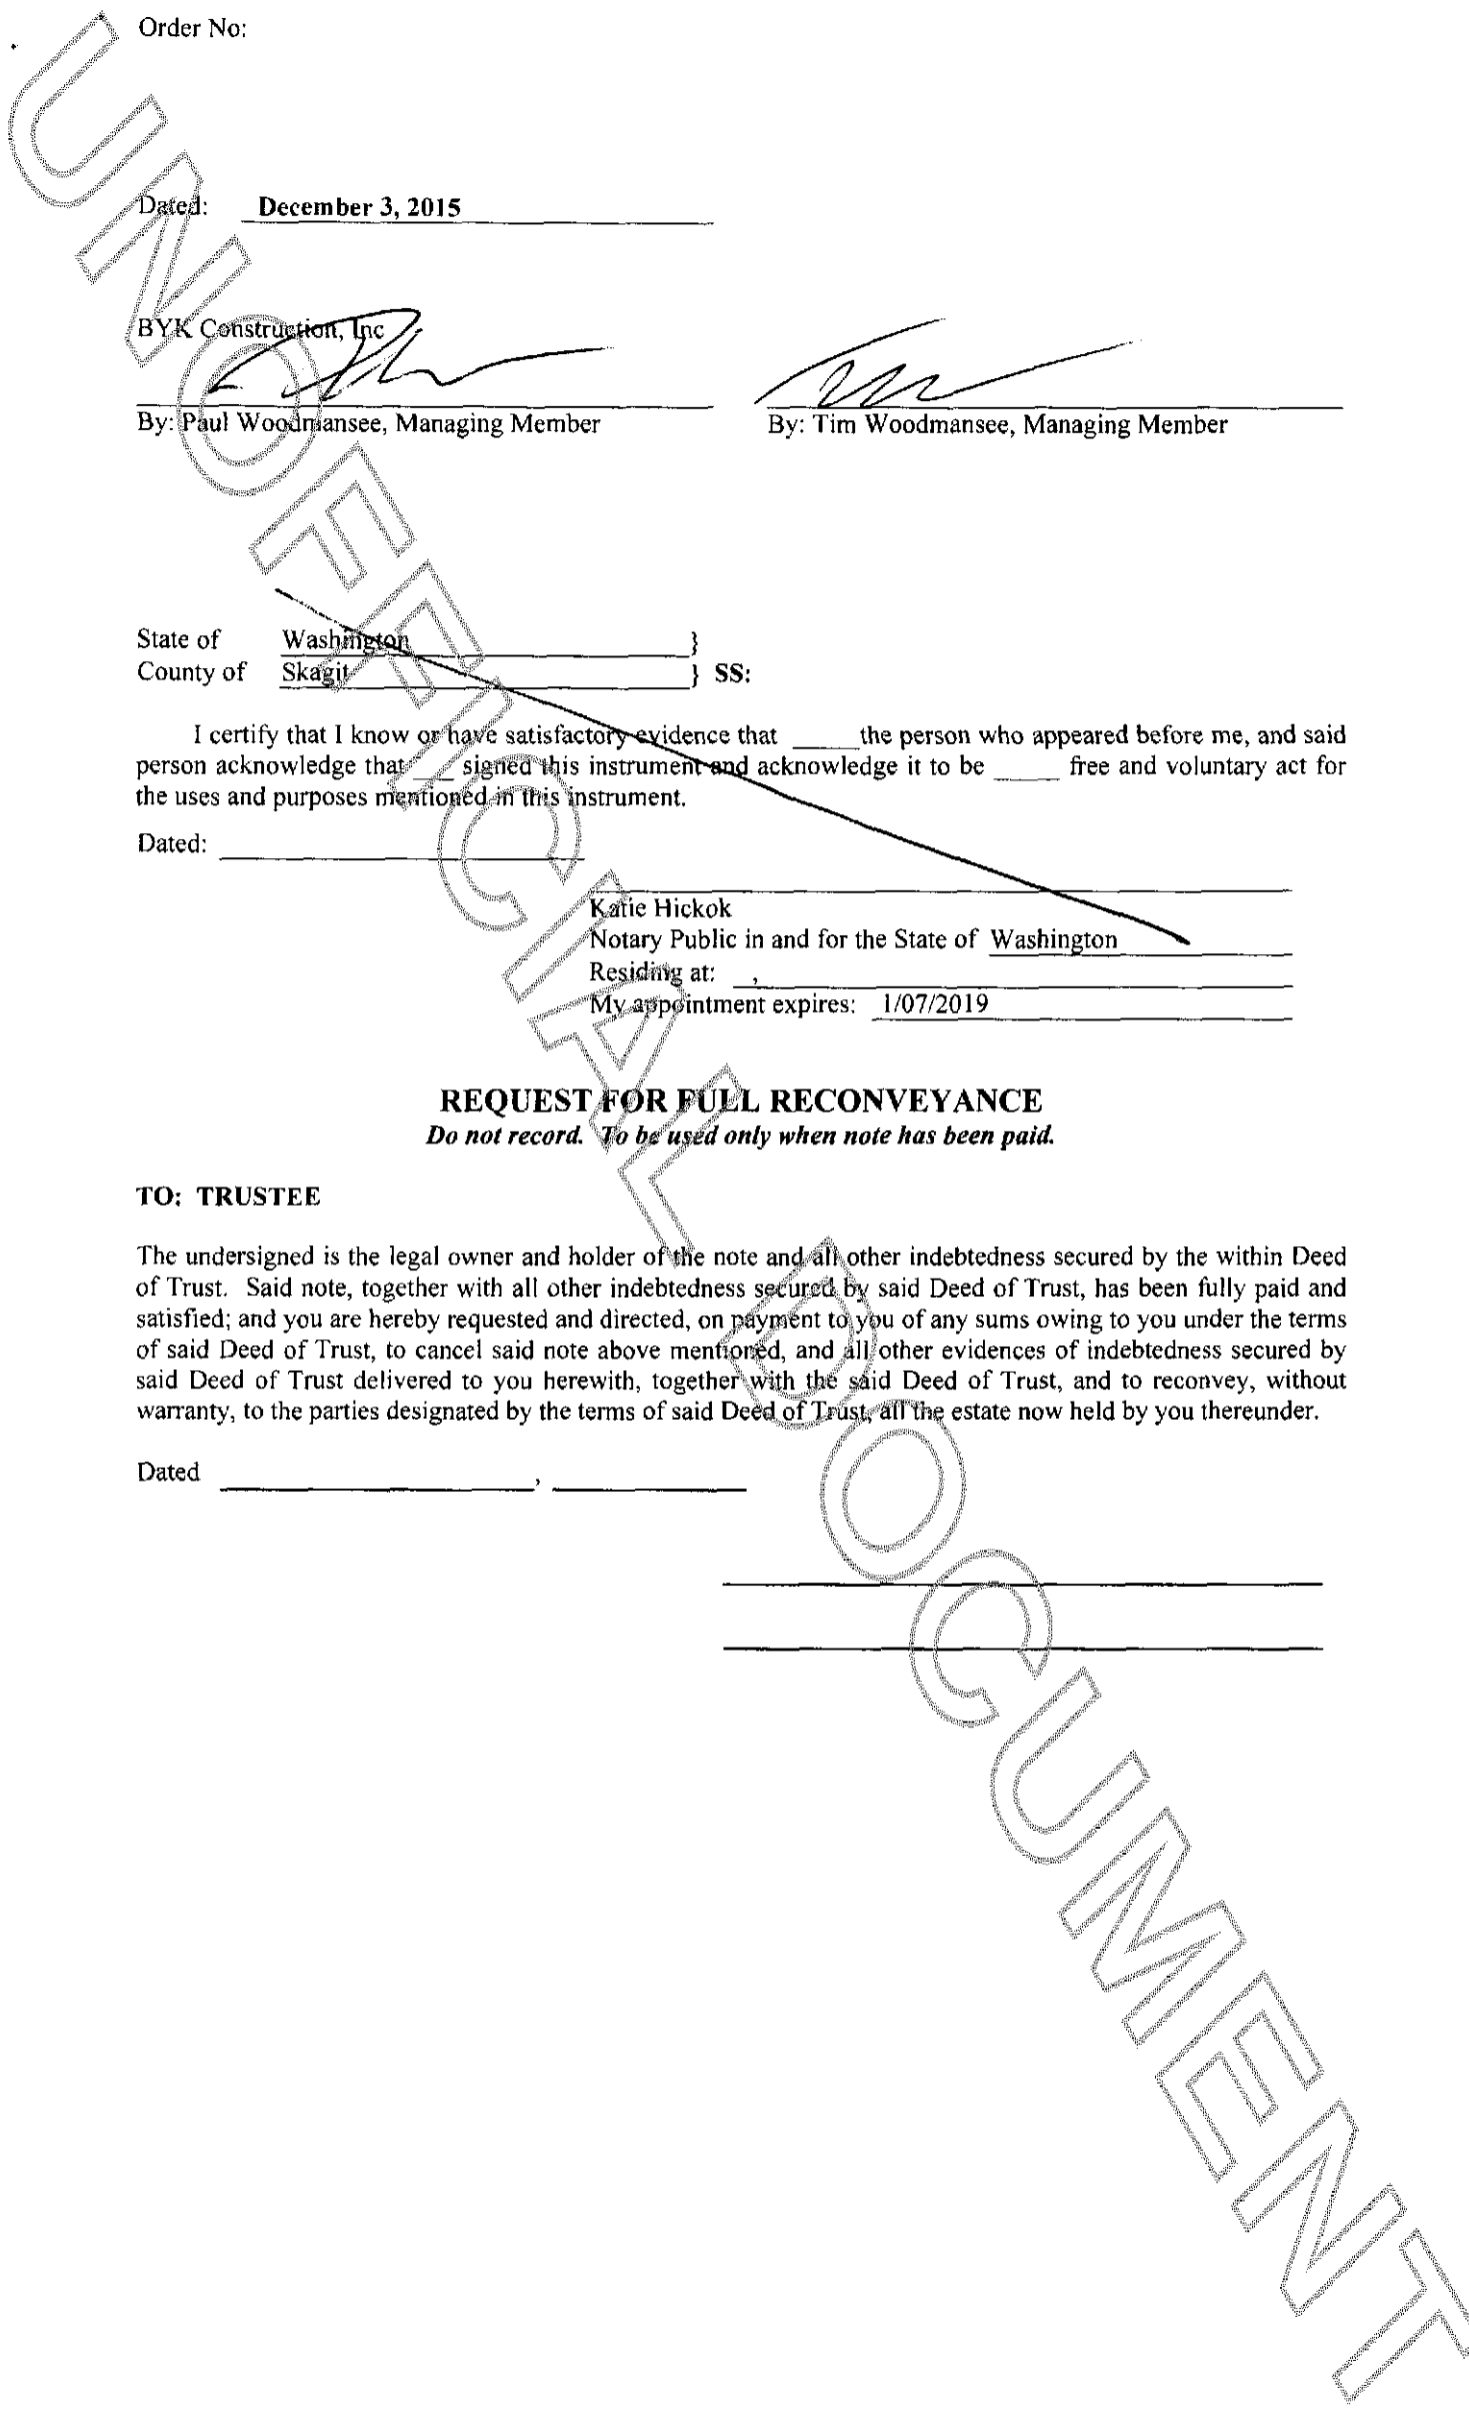 Order No:
Dated: December 3, 2015
BYK Construction, Inc
By: Paul Woodmansee, Managing Member By: Tim Woodmansee, Managing Member
State of Washington }
County of Skagit } SS:
I certify that I know or have satisfactory evidence that _____ the person who appeared before me, and said
person acknowledge that ___ signed this instrument and acknowledge it to be _____ free and voluntary act for
the uses and purposes mentioned in this instrument.
Dated:
Katie Hickok
Notary Public in and for the State of Washington
Residing at: ,
My appointment expires: 1/07/2019
REQUEST FOR FULL RECONVEYANCE
Do not record. To be used only when note has been paid.
TO: TRUSTEE
The undersigned is the legal owner and holder of the note and all other indebtedness secured by the within Deed
of Trust. Said note, together with all other indebtedness secured by said Deed of Trust, has been fully paid and
satisfied; and you are hereby requested and directed, on payment to you of any sums owing to you under the terms
of said Deed of Trust, to cancel said note above mentioned, and all other evidences of indebtedness secured by
said Deed of Trust delivered to you herewith, together with the said Deed of Trust, and to reconvey, without
warranty, to the parties designated by the terms of said Deed of Trust, all the estate now held by you thereunder.
Dated ,
UNOFFICIAL DOCUMENT